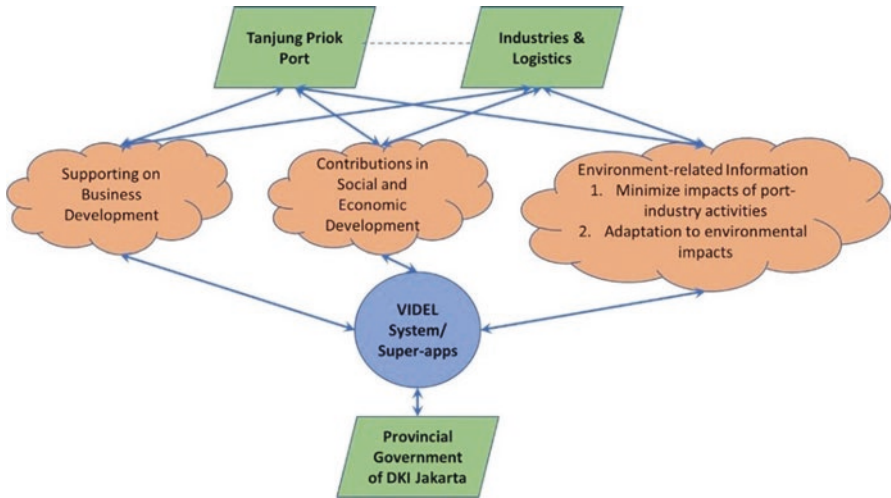 Tanjung Priok
Port
Industries &
Logistics
Supporting on
Business
Development
Contributions in
Social and
Economic
Development
Environment-related Information
1. Minimize impacts of port-
industry activities
2. Adaptation to environmental
impacts
VIDEL
System/
Super-apps
Provincial
Government
of DKI Jakarta